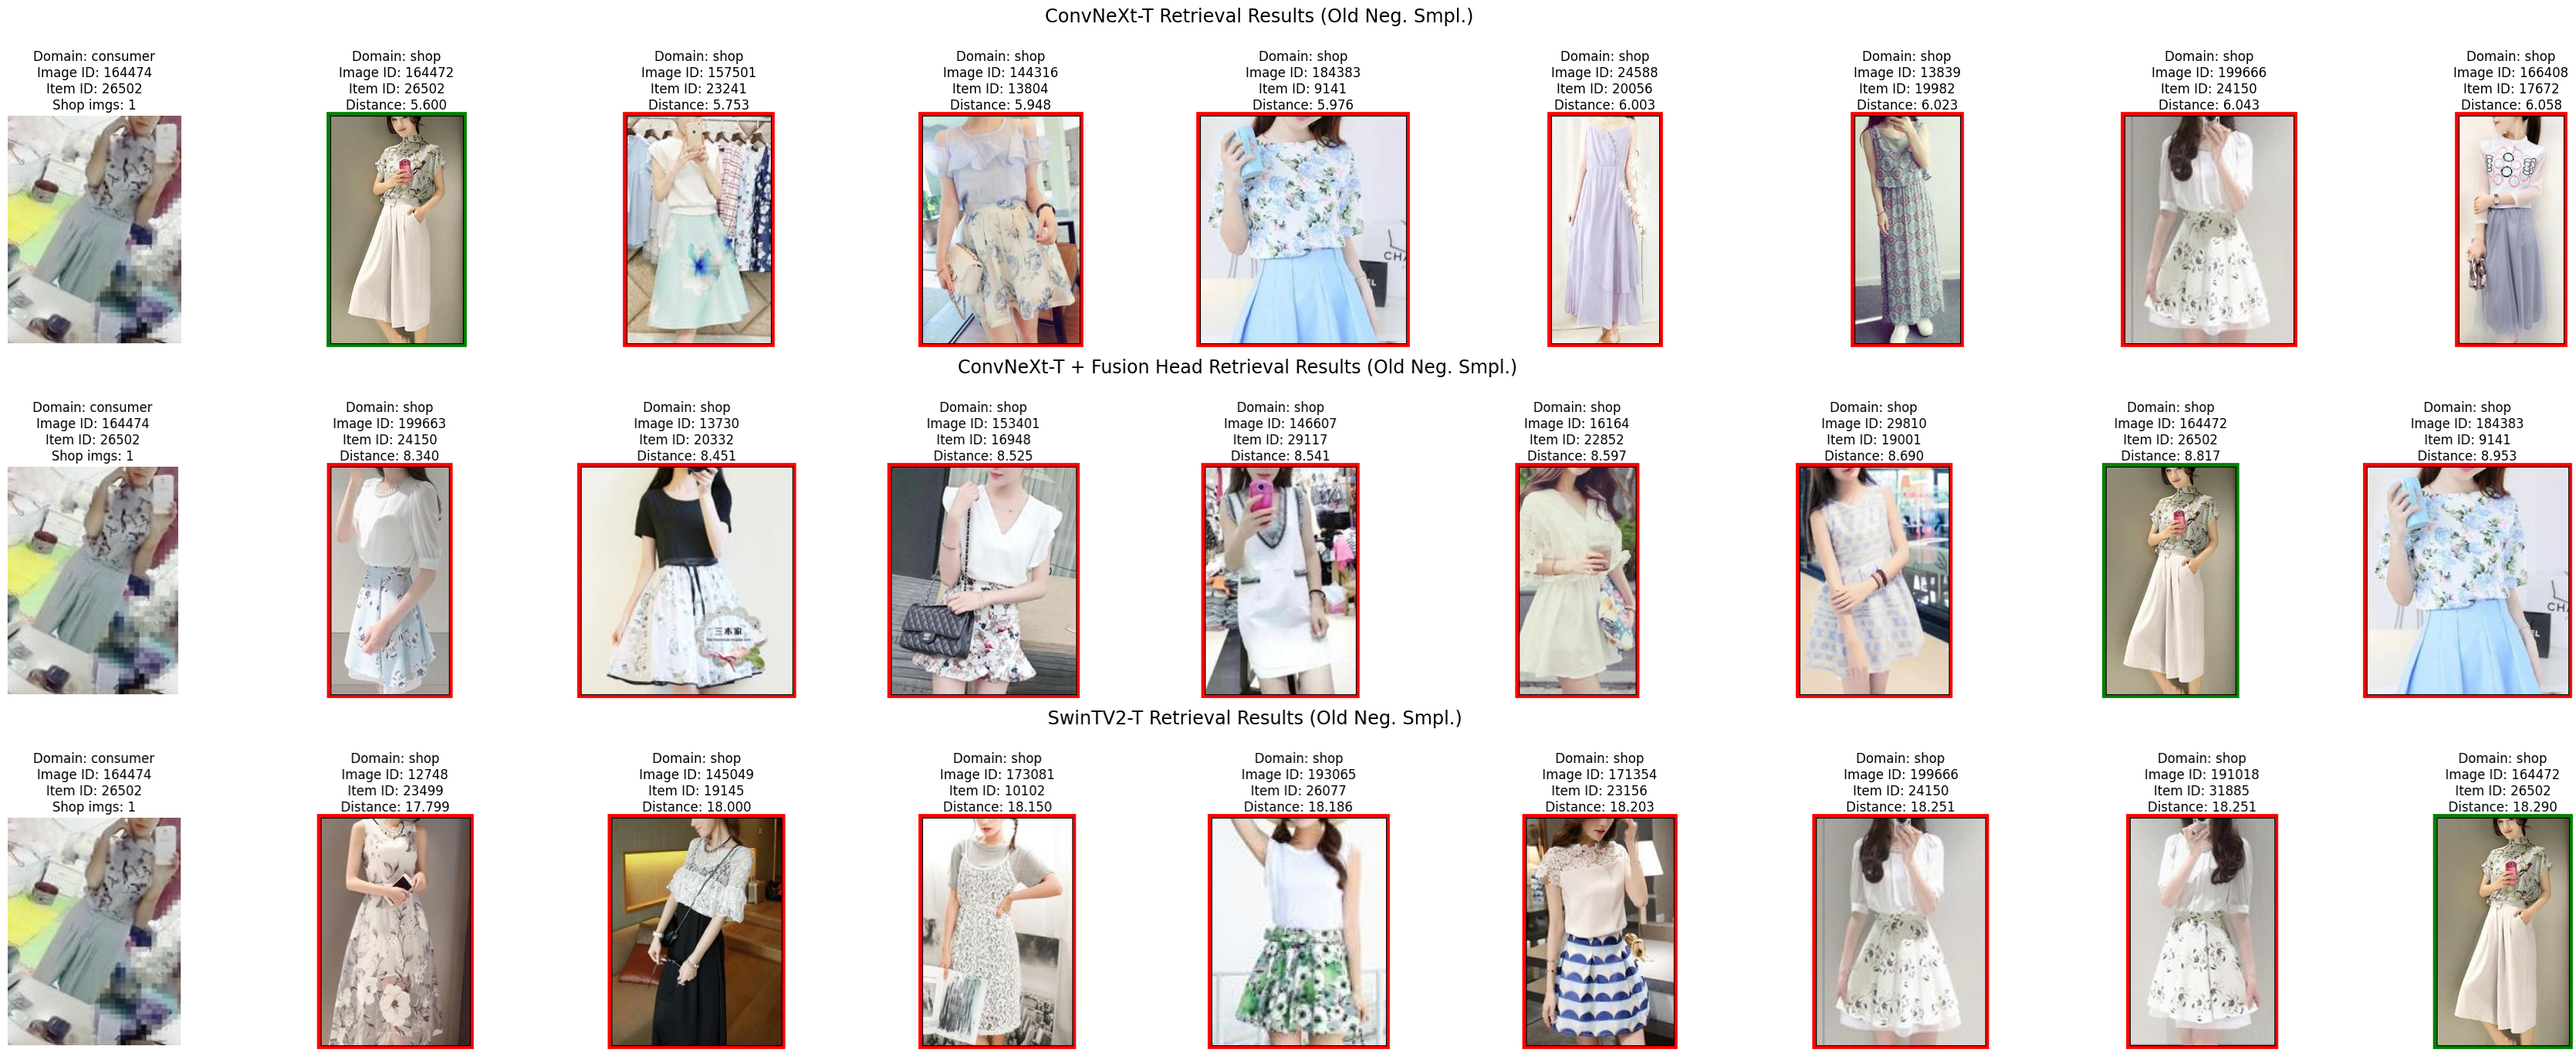 ConvNeXt-T Retrieval Results (Old Neg. Smpl.)
Domain: consumer
Image ID: 164474
Item ID: 26502
Shop imgs: 1
Domain: shop
Image ID: 164472
Item ID: 26502
Distance: 5.600
Domain: shop
Image ID: 157501
Item ID: 23241
Distance: 5.753
Domain: shop
Image ID: 144316
Item ID: 13804
Distance: 5.948
Domain: shop
Image ID: 184383
Item ID: 9141
Distance: 5.976
Domain: shop
Image ID: 24588
Item ID: 20056
Distance: 6.003
Domain: shop
Image ID: 13839
Item ID: 19982
Distance: 6.023
Domain: shop
Image ID: 199666
Item ID: 24150
Distance: 6.043
Domain: shop
Image ID: 166408
Item ID: 17672
Distance: 6.058
ConvNeXt-T + Fusion Head Retrieval Results (Old Neg. Smpl.)
Domain: consumer
Image ID: 164474
Item ID: 26502
Shop imgs: 1
Domain: shop
Image ID: 199663
Item ID: 24150
Distance: 8.340
Domain: shop
Image ID: 13730
Item ID: 20332
Distance: 8.451
三木家
Domain: shop
Image ID: 153401
Item ID: 16948
Distance: 8.525
Domain: shop
Image ID: 146607
Item ID: 29117
Distance: 8.541
Domain: shop
Image ID: 16164
Item ID: 22852
Distance: 8.597
Domain: shop
Image ID: 29810
Item ID: 19001
Distance: 8.690
Domain: shop
Image ID: 164472
Item ID: 26502
Distance: 8.817
Domain: shop
Image ID: 184383
Item ID: 9141
Distance: 8.953
SwinTV2-T Retrieval Results (Old Neg. Smpl.)
Domain: consumer
Image ID: 164474
Item ID: 26502
Shop imgs: 1
Domain: shop
Image ID: 12748
Item ID: 23499
Distance: 17.799
Domain: shop
Image ID: 145049
Item ID: 19145
Distance: 18.000
Domain: shop
Image ID: 173081
Item ID: 10102
Distance: 18.150
Domain: shop
Image ID: 193065
Item ID: 26077
Distance: 18.186
Domain: shop
Image ID: 171354
Item ID: 23156
Distance: 18.203
Domain: shop
Image ID: 199666
Item ID: 24150
Distance: 18.251
Domain: shop
Image ID: 191018
Item ID: 31885
Distance: 18.251
Domain: shop
Image ID: 164472
Item ID: 26502
Distance: 18.290